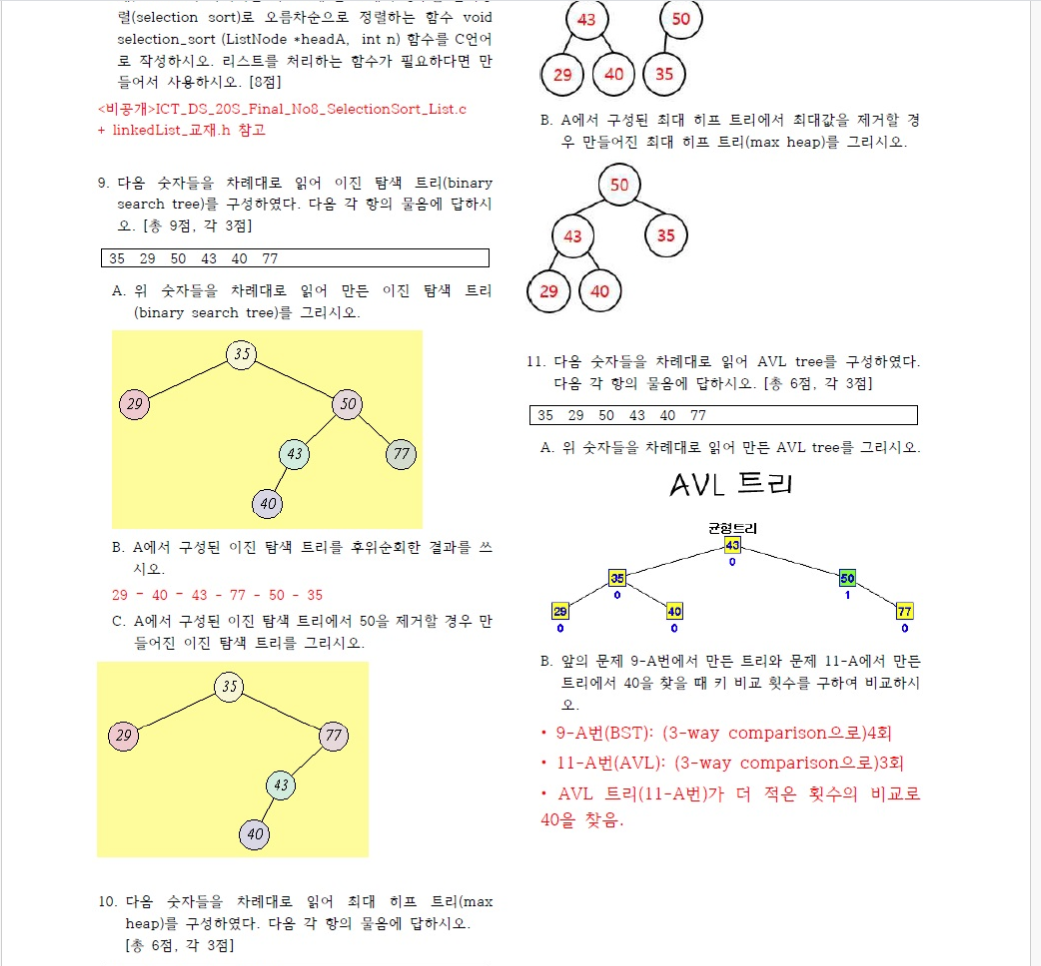 렬(selection sort)로 오름차순으로 정렬하는 함수 void
selection_sort (ListNode *headA, int n) 함수를 C언어
로 작성하시오. 리스트를 처리하는 함수가 필요하다면 만
들어서 사용하시오. [8점]
<비공개>ICT_DS_20S_Final_No8_SelectionSort_List.c
+ linkedList_교재.h 참고
9. 다음 숫자들을 차례대로 읽어 이진 탐색 트리(binary
search tree)를 구성하였다. 다음 각 항의 물음에 답하시
오. [총 9점, 각 3점]
35 29 50 43 40 77
A. 위 숫자들을 차례대로 읽어 만든 이진 탐색 트리
(binary search tree)를 그리시오.
35
29 50
43 77
40
B. A에서 구성된 이진 탐색 트리를 후위순회한 결과를 쓰
시오.
29 - 40 - 43 - 77 - 50 - 35
C. A에서 구성된 이진 탐색 트리에서 50을 제거할 경우 만
들어진 이진 탐색 트리를 그리시오.
35
29 77
43
40
10. 다음 숫자들을 차례대로 읽어 최대 히프 트리(max
heap)를 구성하였다. 다음 각 항의 물음에 답하시오.
[총 6점, 각 3점]
43 50
29 40 35
B. A에서 구성된 최대 히프 트리에서 최대값을 제거할 경
우 만들어진 최대 히프 트리(max heap)를 그리시오.
50
43 35
29 40
11. 다음 숫자들을 차례대로 읽어 AVL tree를 구성하였다.
다음 각 항의 물음에 답하시오. [총 6점, 각 3점]
35 29 50 43 40 77
A. 위 숫자들을 차례대로 읽어 만든 AVL tree를 그리시오.
AVL 트리
균형트리
43
0
35 50
0 1
29 40 77
0 0 0
B. 앞의 문제 9-A번에서 만든 트리와 문제 11-A에서 만든
트리에서 40을 찾을 때 키 비교 횟수를 구하여 비교하시
오.
• 9-A번(BST): (3-way comparison으로)4회
• 11-A번(AVL): (3-way comparison으로)3회
• AVL 트리(11-A번)가 더 적은 횟수의 비교로
40을 찾음.